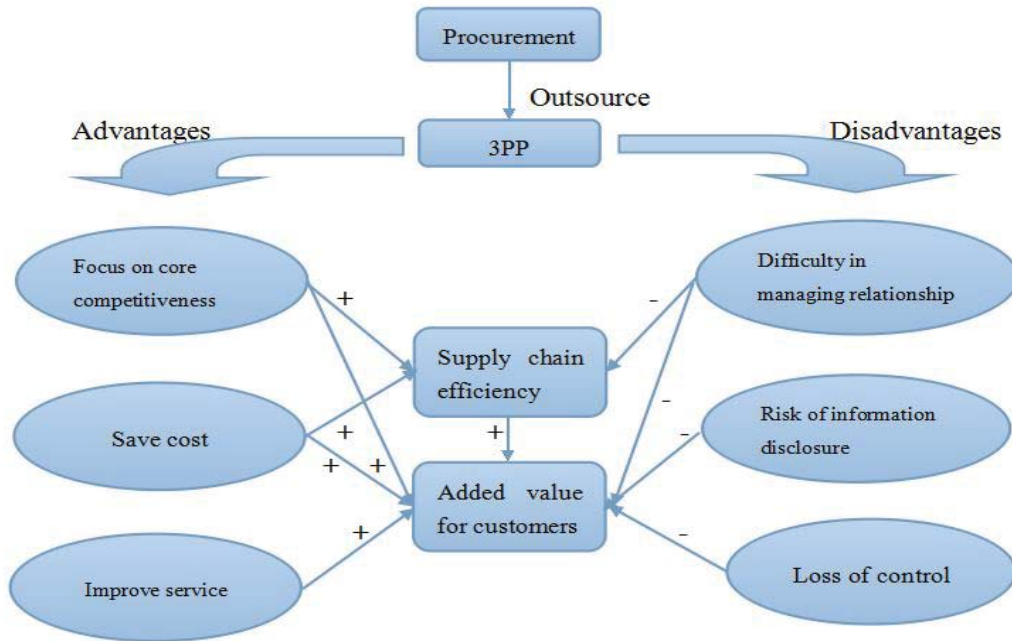 Procurement
Outsource
Advantages
3PP
Disadvantages
Focus on core
competitiveness
Difficulty in
managing relationship
+
-
Supply chain
efficiency
-
Save cost
+
+
Risk of information
disclosure
-
+
+
Added value
for customers
+
-
Improve service
Loss of control